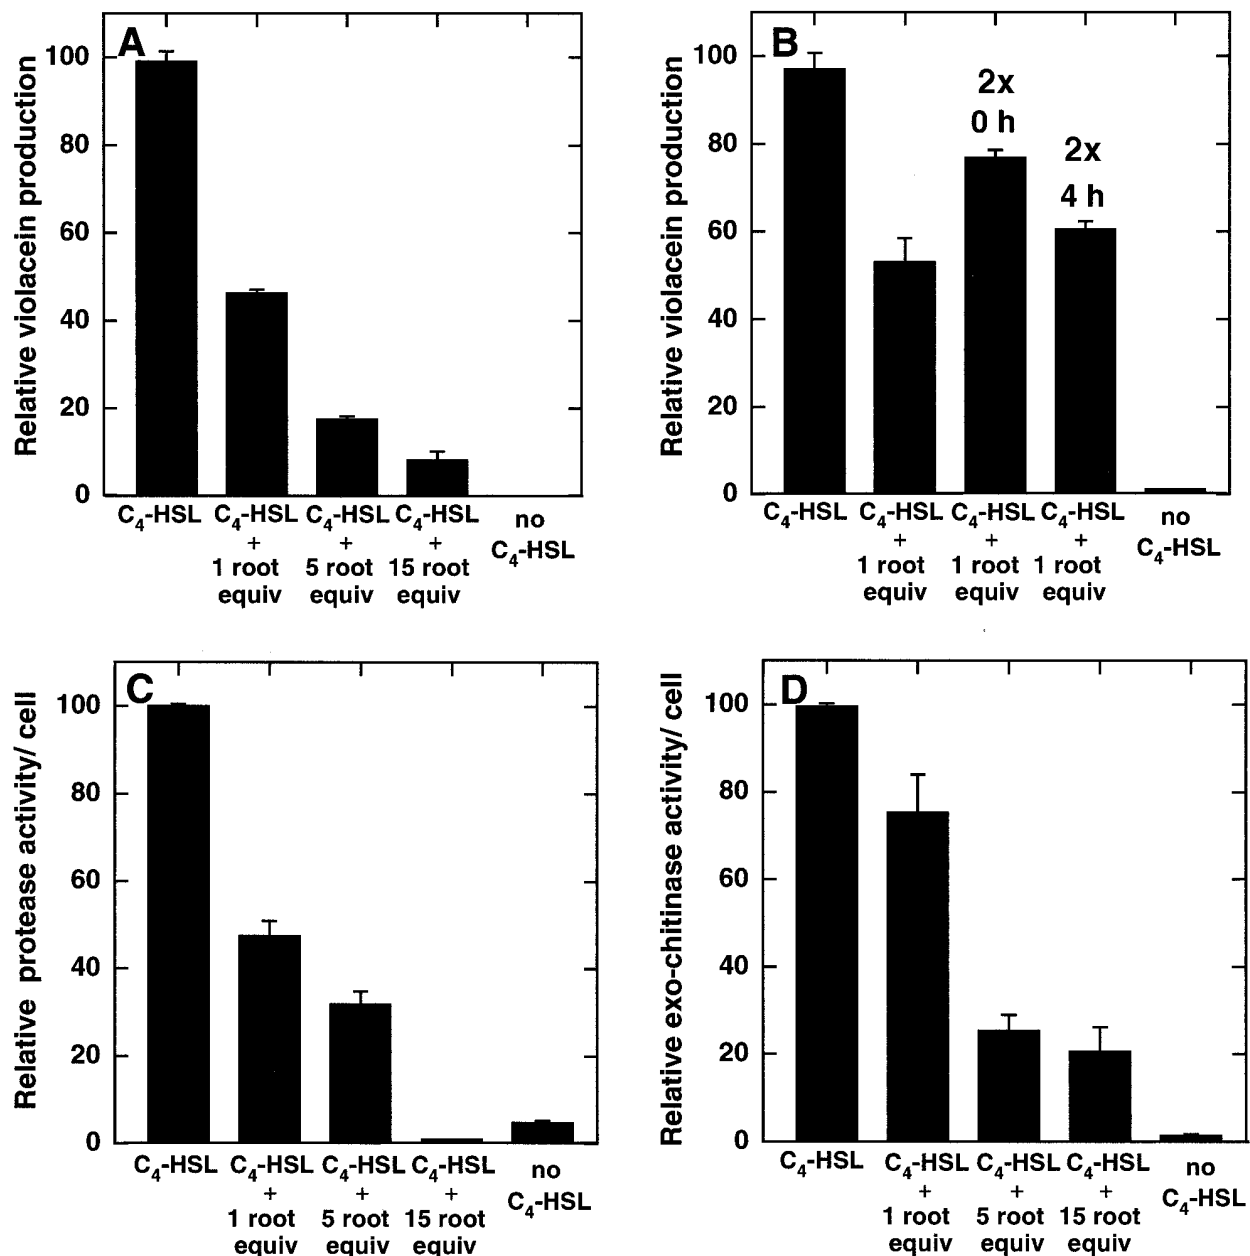 A
Relative violacein production
100
80
60
40
20
0
C4-HSL C4-HSL C4-HSL C4-HSL no
+ + + C4-HSL
1 root 5 root 15 root
equiv equiv equiv
B
Relative violacein production
100
80
60
40
20
0
2x
0 h
2x
4 h
C4-HSL C4-HSL C4-HSL C4-HSL no
+ + + C4-HSL
1 root 1 root 1 root
equiv equiv equiv
C
Relative protease activity/ cell
100
80
60
40
20
0
C4-HSL C4-HSL C4-HSL C4-HSL no
+ + + C4-HSL
1 root 5 root 15 root
equiv equiv equiv
D
Relative exo-chitinase activity/ cell
100
80
60
40
20
0
C4-HSL C4-HSL C4-HSL C4-HSL no
+ + + C4-HSL
1 root 5 root 15 root
equiv equiv equiv